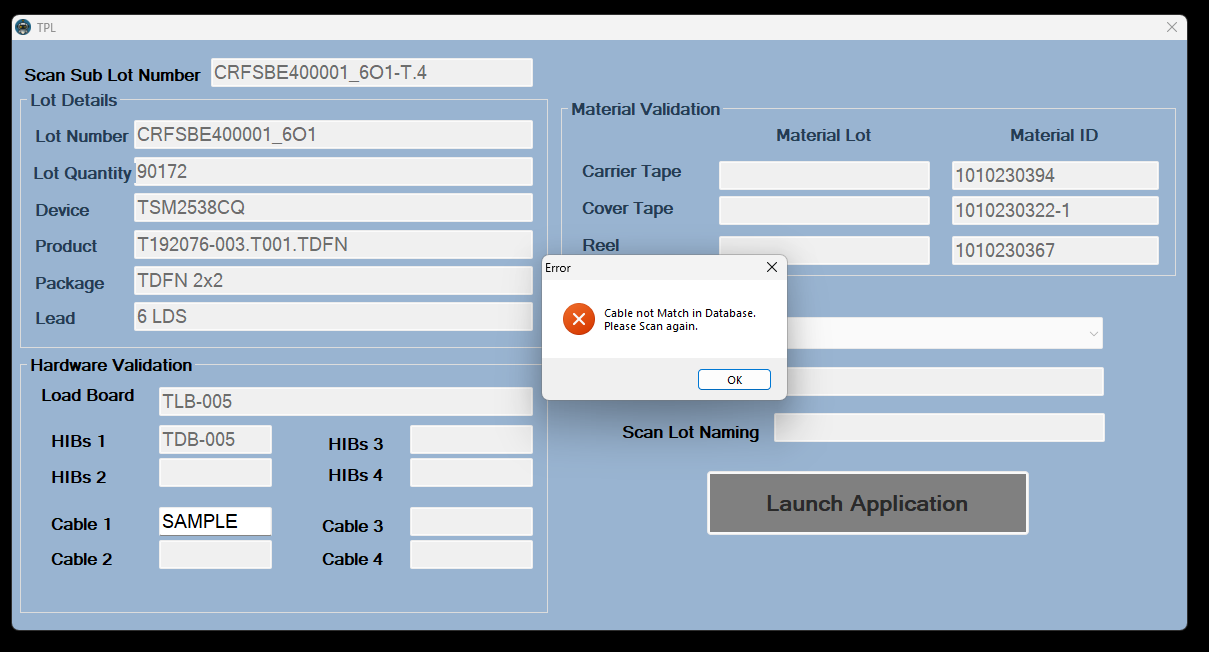 TPL
Scan Sub Lot Number CRFSBE400001_6O1-T.4
Lot Details
Lot Number CRFSBE400001_6O1
Lot Quantity 90172
Device TSM2538CQ
Product T192076-003.T001.TDFN
Package TDFN 2x2
Lead 6 LDS
Hardware Validation
Load Board TLB-005
HIBs 1 TDB-005 HIBs 3
HIBs 2 HIBs 4
Cable 1 SAMPLE Cable 3
Cable 2 Cable 4
Material Validation
Material Lot Material ID
Carrier Tape 1010230394
Cover Tape 1010230322-1
Reel 1010230367
Error
Cable not Match in Database.
Please Scan again.
OK
Scan Lot Naming
Launch Application